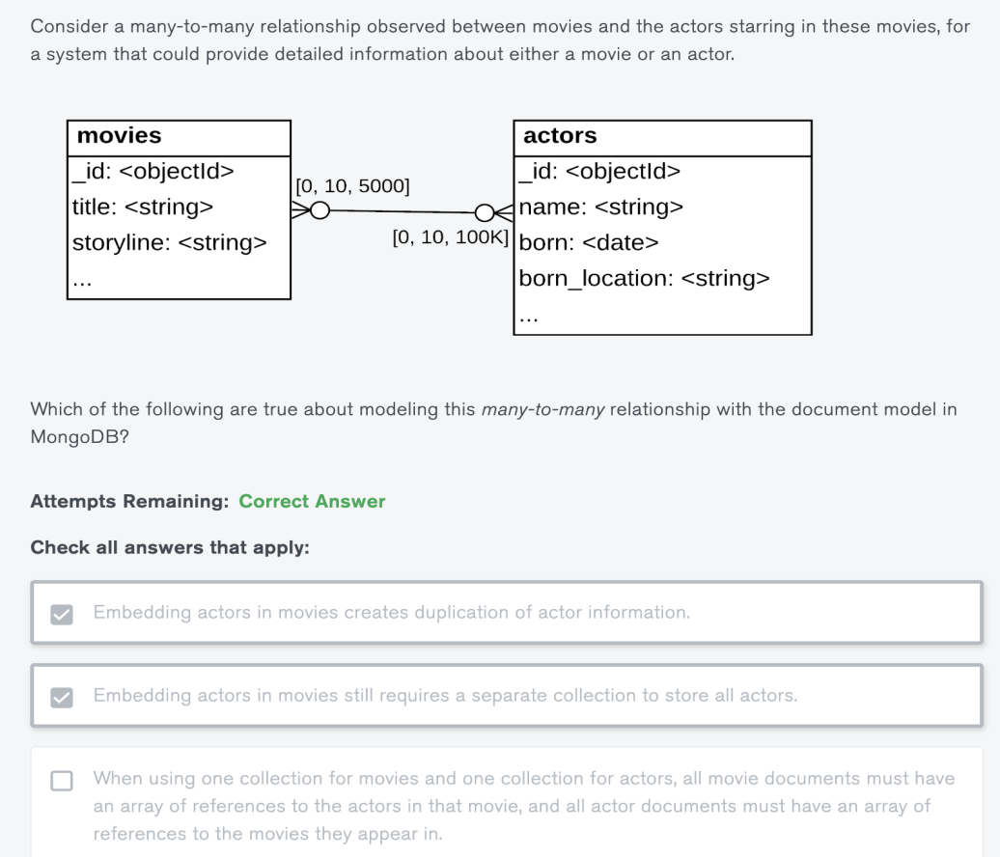 Consider a many-to-many relationship observed between movies and the actors starring in these movies, for
a system that could provide detailed information about either a movie or an actor.
movies
_id: <objectId>
title: <string>
storyline: <string>
...
[0, 10, 5000]
[0, 10, 100K]
actors
_id: <objectId>
name: <string>
born: <date>
born_location: <string>
...
Which of the following are true about modeling this many-to-many relationship with the document model in
MongoDB?
Attempts Remaining: Correct Answer
Check all answers that apply:
Embedding actors in movies creates duplication of actor information.
Embedding actors in movies still requires a separate collection to store all actors.
When using one collection for movies and one collection for actors, all movie documents must have
an array of references to the actors in that movie, and all actor documents must have an array of
references to the movies they appear in.